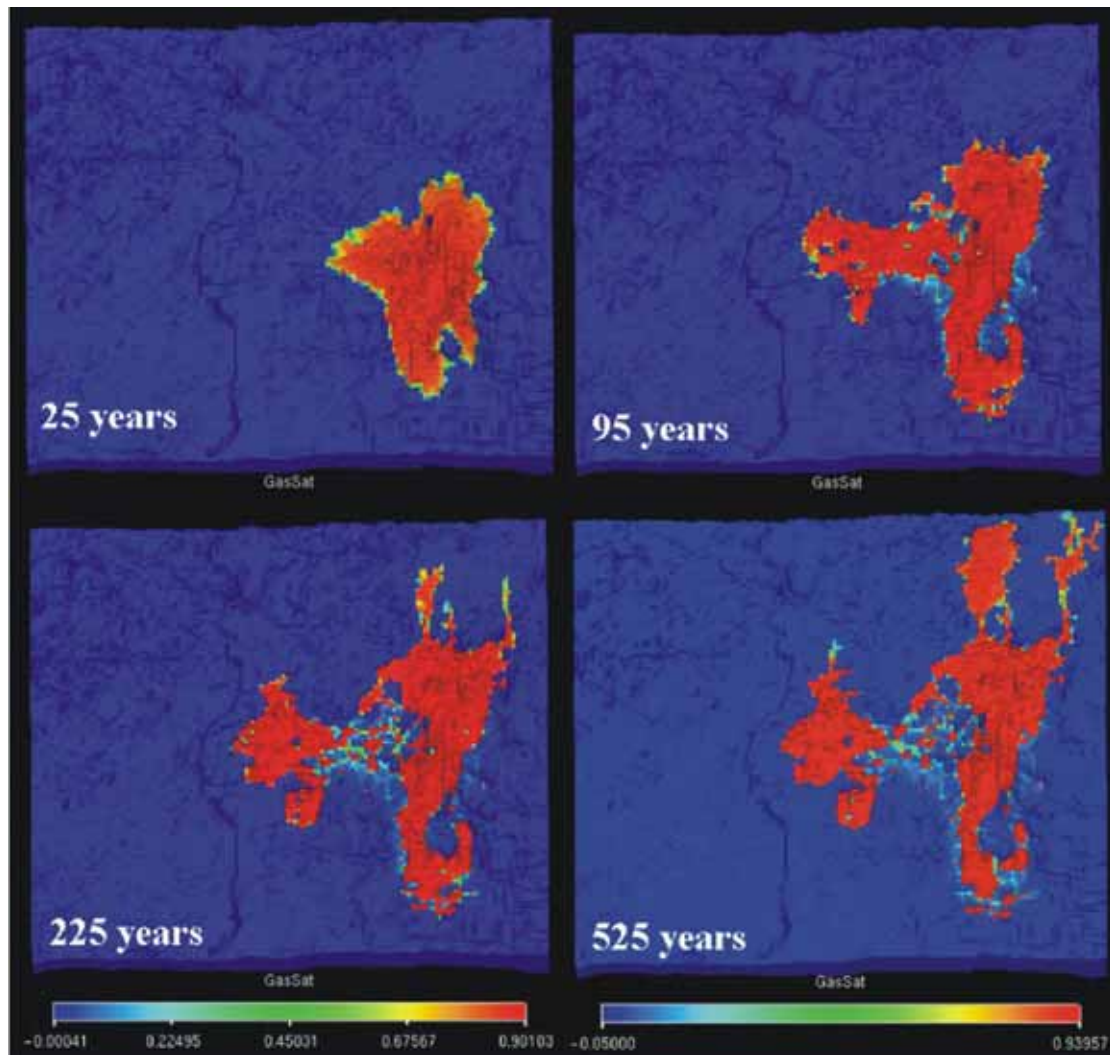 25 years
95 years
GasSat
GasSat
225 years
525 years
GasSat
GasSat
-0.00041 0.22495 0.45031 0.67567 0.90103
-0.05000 0.93957